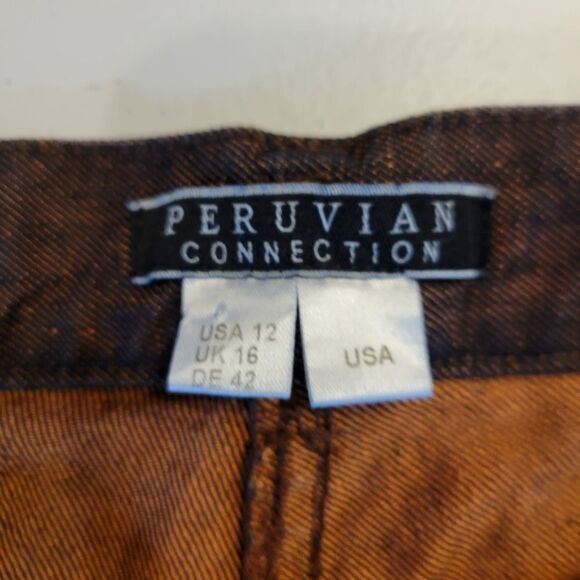 PERUVIAN
CONNECTION
USA 12
UK 16
DE 42
USA